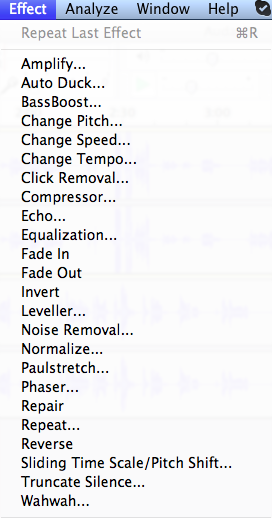 Effect Analyze Window Help
Repeat Last Effect ⌘R
Amplify...
Auto Duck...
BassBoost...
Change Pitch...
Change Speed...
Change Tempo...
Click Removal...
Compressor...
Echo...
Equalization...
Fade In
Fade Out
Invert
Leveller...
Noise Removal...
Normalize...
Paulstretch...
Phaser...
Repair
Repeat...
Reverse
Sliding Time Scale/Pitch Shift...
Truncate Silence...
Wahwah...